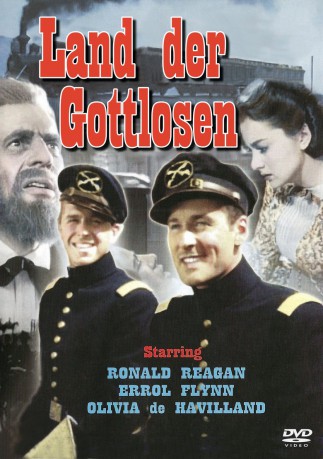 Land der
Gottlosen
Starring
RONALD REAGAN
ERROL FLYNN
OLIVIA de HAVILLAND
DVD
VIDEO